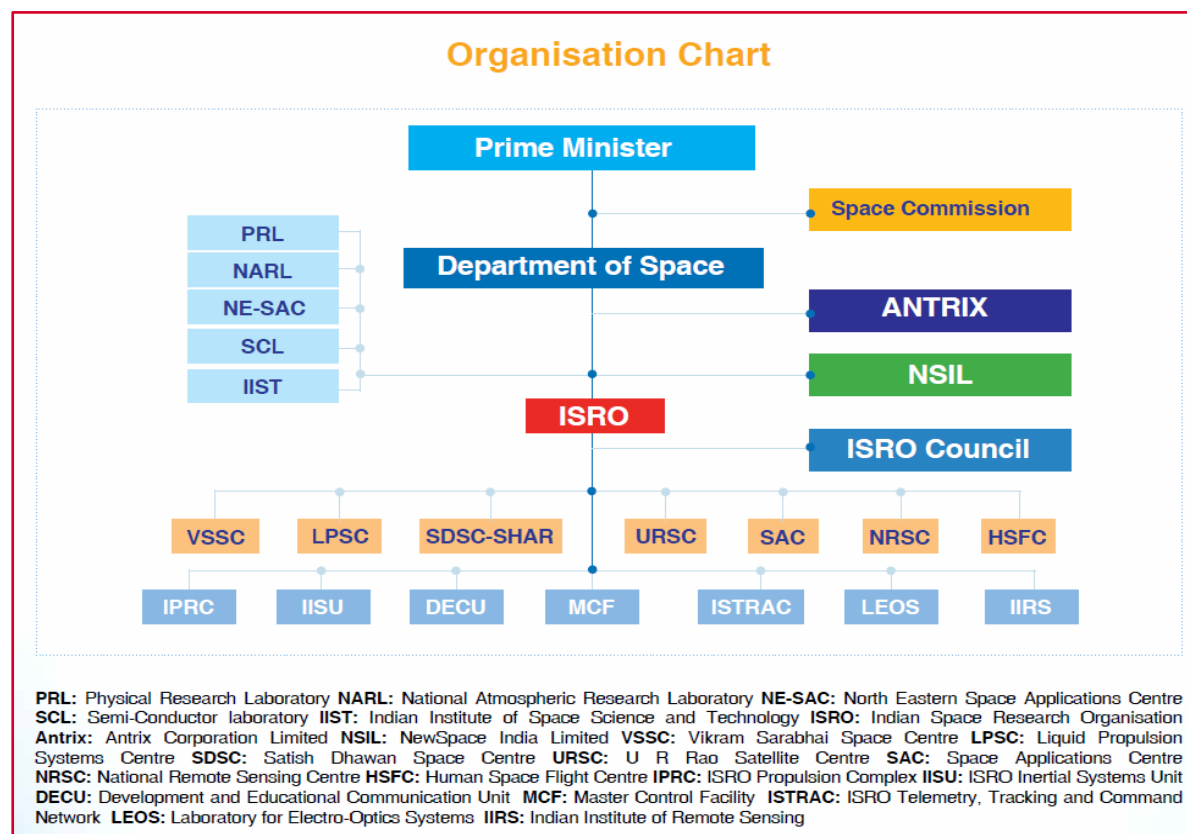 Organisation Chart
Prime Minister
Space Commission
PRL
NARL
NE-SAC
SCL
IIST
Department of Space
ANTRIX
NSIL
ISRO
ISRO Council
VSSC LPSC SDSC-SHAR URSC SAC NRSC HSFC
IPRC IISU DECU MCF ISTRAC LEOS IIRS
PRL: Physical Research Laboratory NARL: National Atmospheric Research Laboratory NE-SAC: North Eastern Space Applications Centre
SCL: Semi-Conductor laboratory IIST: Indian Institute of Space Science and Technology ISRO: Indian Space Research Organisation
Antrix: Antrix Corporation Limited NSIL: NewSpace India Limited VSSC: Vikram Sarabhai Space Centre LPSC: Liquid Propulsion
Systems Centre SDSC: Satish Dhawan Space Centre URSC: U R Rao Satellite Centre SAC: Space Applications Centre
NRSC: National Remote Sensing Centre HSFC: Human Space Flight Centre IPRC: ISRO Propulsion Complex IISU: ISRO Inertial Systems Unit
DECU: Development and Educational Communication Unit MCF: Master Control Facility ISTRAC: ISRO Telemetry, Tracking and Command
Network LEOS: Laboratory for Electro-Optics Systems IIRS: Indian Institute of Remote Sensing